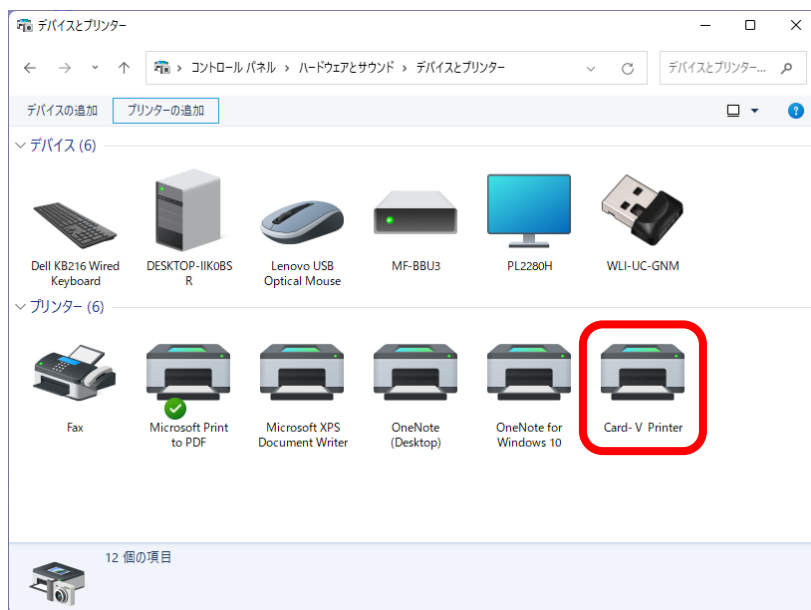 デバイスとプリンター
コントロール パネル › ハードウェアとサウンド › デバイスとプリンター
デバイスとプリンター...
デバイスの追加 プリンターの追加
デバイス (6)
Dell KB216 Wired
Keyboard
DESKTOP-IIK0BS
R
Lenovo USB
Optical Mouse
MF-BBU3
PL2280H
WLI-UC-GNM
プリンター (6)
Fax
Microsoft Print
to PDF
Microsoft XPS
Document Writer
OneNote
(Desktop)
OneNote for
Windows 10
Card- V Printer
12 個の項目